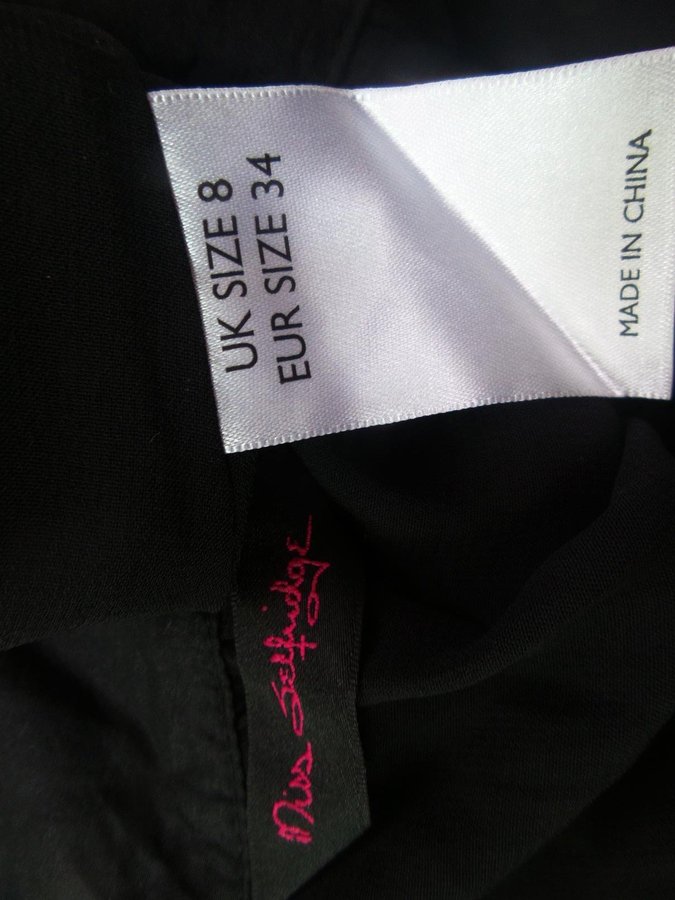 UK SIZE 8
EUR SIZE 34
MADE IN CHINA
Miss Selfridge